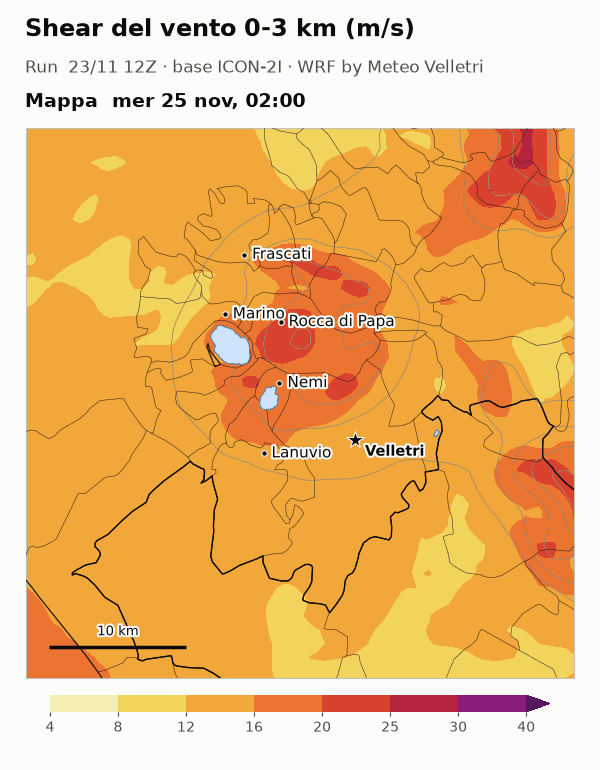 Shear del vento 0-3 km (m/s)
Run  23/11 12Z · base ICON-2I · WRF by Meteo Velletri
Mappa  mer 25 nov, 02:00
Frascati
Marino
Rocca di Papa
Nemi
Velletri
Lanuvio
10 km
4 8 12 16 20 25 30 40